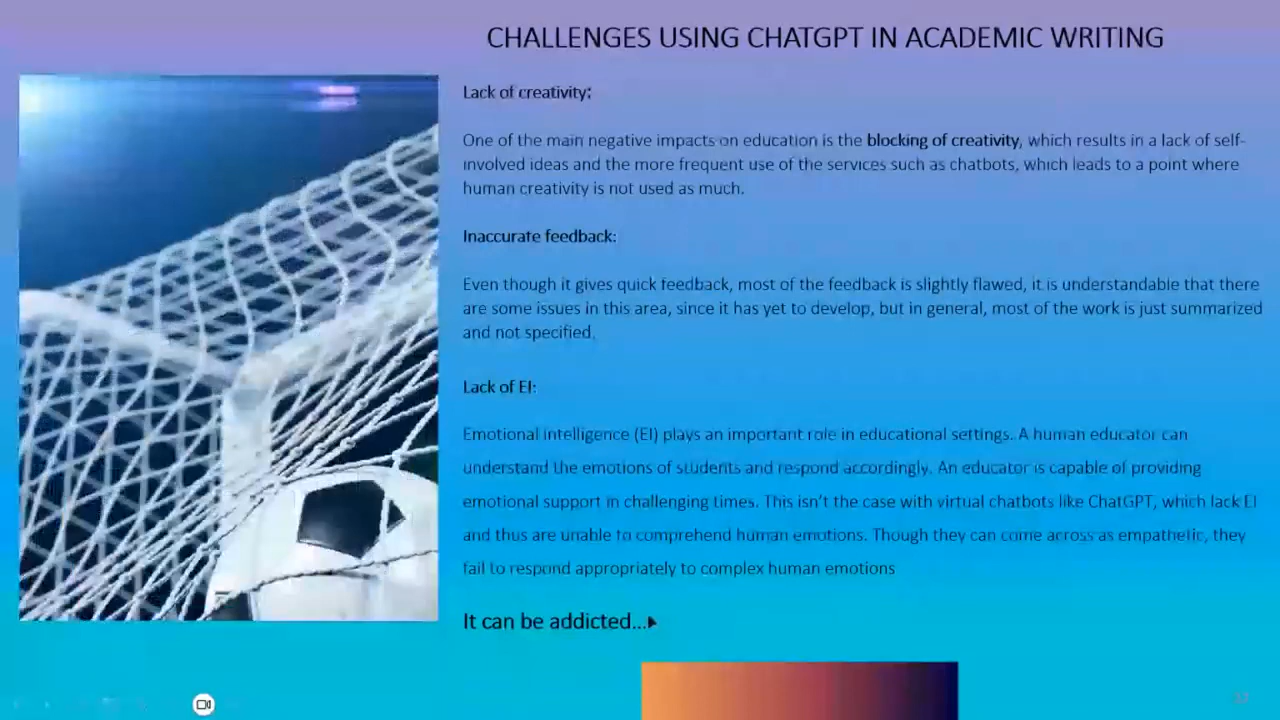 CHALLENGES USING CHATGPT IN ACADEMIC WRITING
Lack of creativity:
One of the main negative impacts on education is the blocking of creativity, which results in a lack of self-
involved ideas and the more frequent use of the services such as chatbots, which leads to a point where
human creativity is not used as much.
Inaccurate feedback:
Even though it gives quick feedback, most of the feedback is slightly flawed, it is understandable that there
are some issues in this area, since it has yet to develop, but in general, most of the work is just summarized
and not specified.
Lack of EI:
Emotional intelligence (EI) plays an important role in educational settings. A human educator can
understand the emotions of students and respond accordingly. An educator is capable of providing
emotional support in challenging times. This isn't the case with virtual chatbots like ChatGPT, which lack EI
and thus are unable to comprehend human emotions. Though they can come across as empathetic, they
fail to respond appropriately to complex human emotions
It can be addicted...